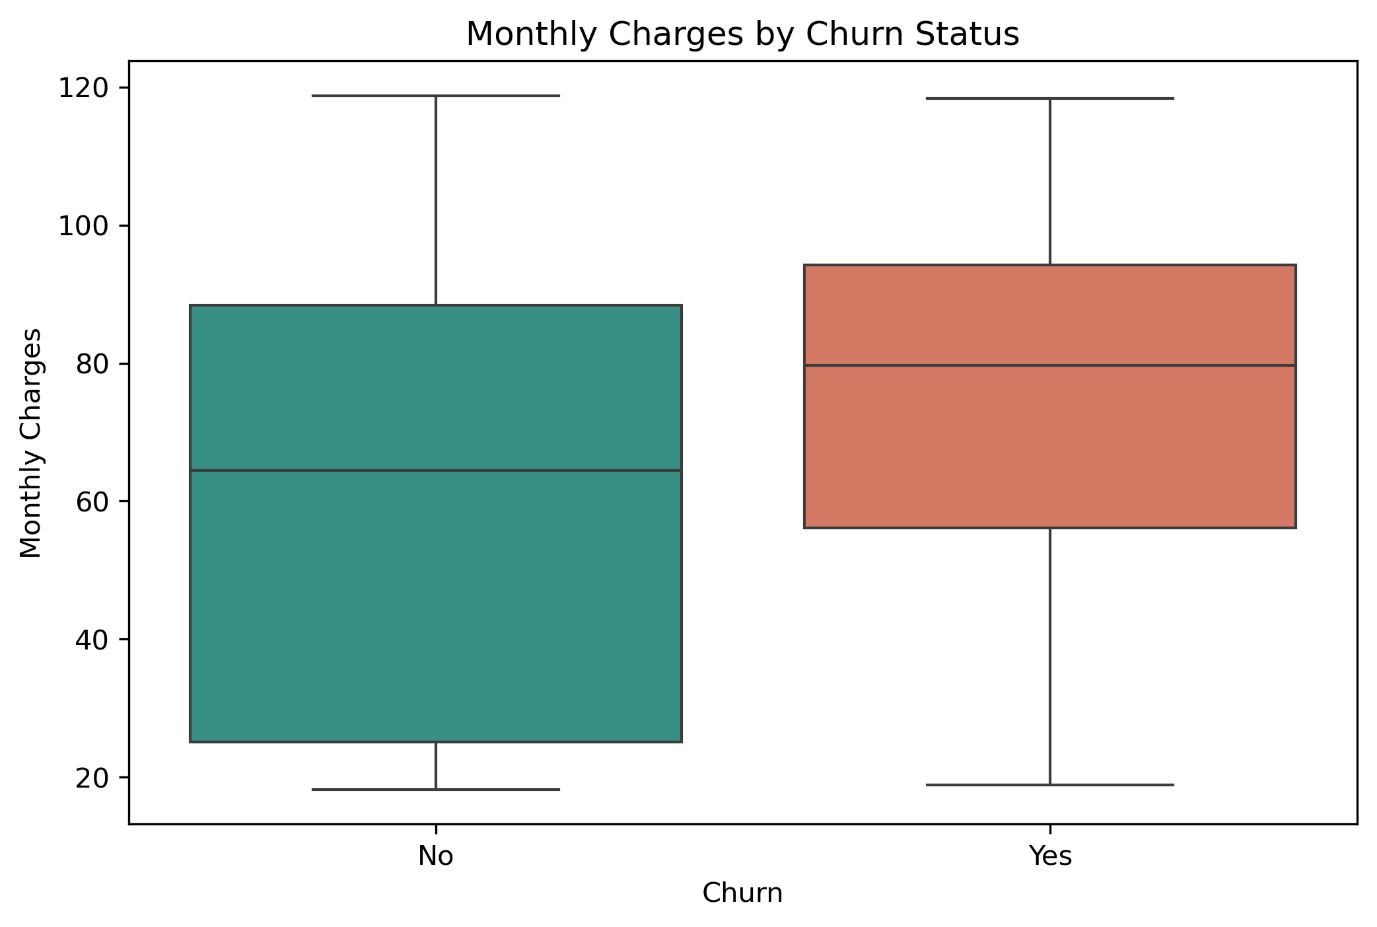 Monthly Charges by Churn Status
120
100
80
60
40
20
Monthly Charges
No
Yes
Churn